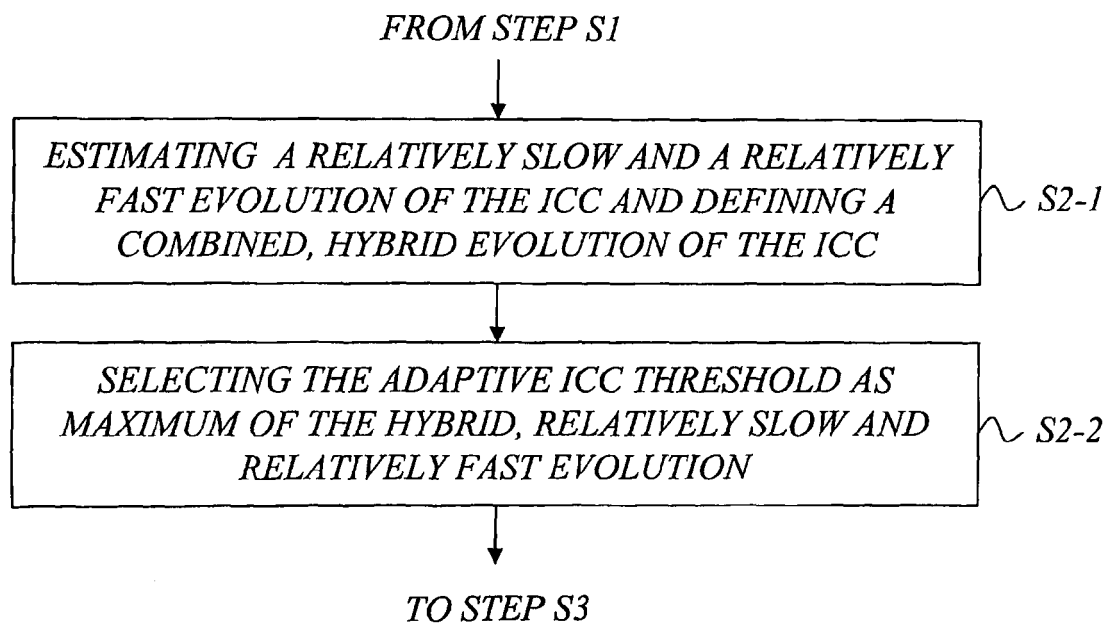 FROM STEP S1
ESTIMATING A RELATIVELY SLOW AND A RELATIVELY
FAST EVOLUTION OF THE ICC AND DEFINING A
COMBINED, HYBRID EVOLUTION OF THE ICC
S2-1
SELECTING THE ADAPTIVE ICC THRESHOLD AS
MAXIMUM OF THE HYBRID, RELATIVELY SLOW AND
RELATIVELY FAST EVOLUTION
S2-2
TO STEP S3